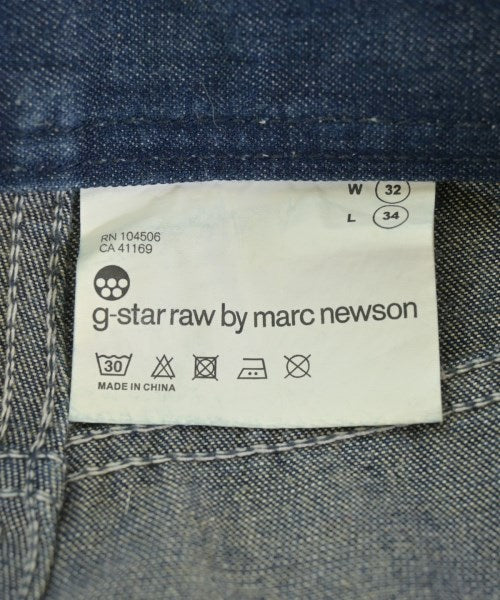 W 32
L 34
RN 104506
CA 41169
g-star raw by marc newson
30
MADE IN CHINA